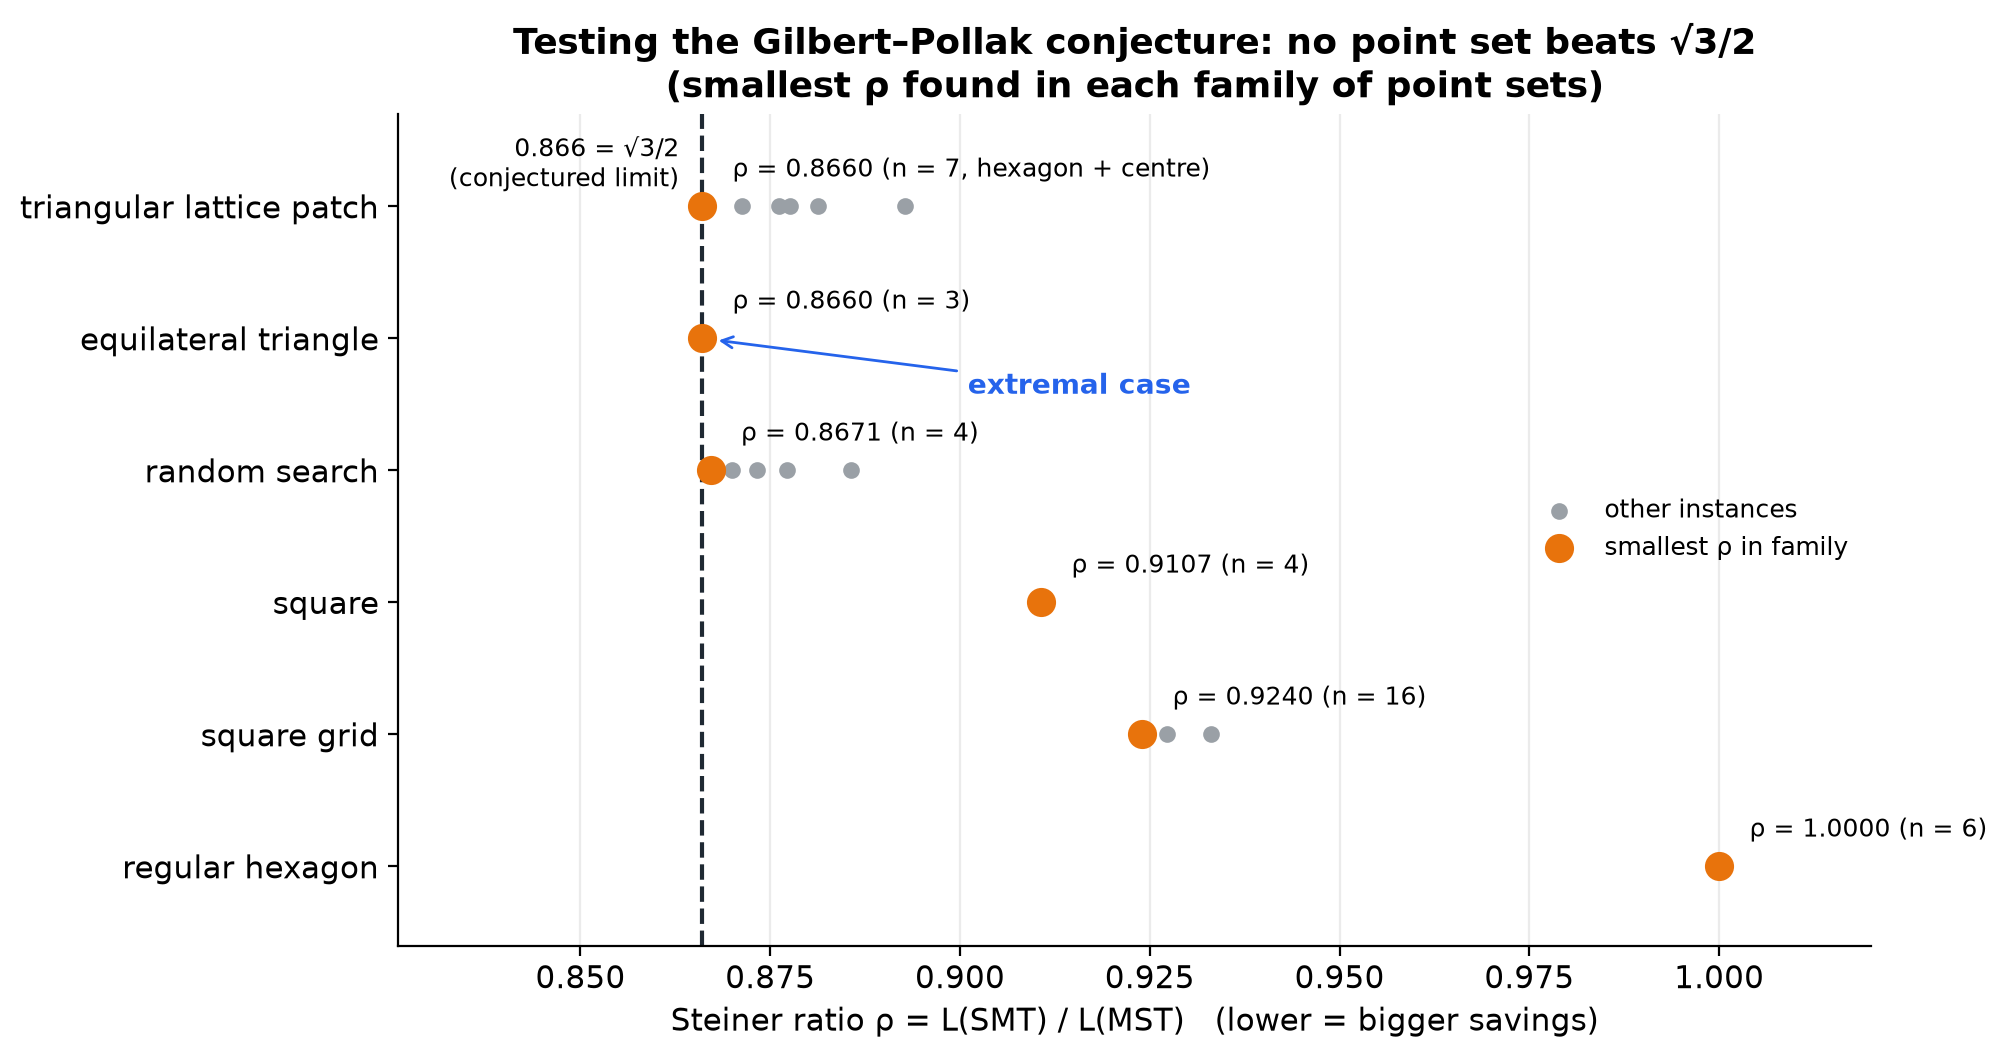 Testing the Gilbert–Pollak conjecture: no point set beats √3/2
(smallest ρ found in each family of point sets)
0.866 = √3/2
(conjectured limit)
ρ = 0.8660 (n = 7, hexagon + centre)
triangular lattice patch
ρ = 0.8660 (n = 3)
equilateral triangle
extremal case
ρ = 0.8671 (n = 4)
random search
other instances
smallest ρ in family
ρ = 0.9107 (n = 4)
square
ρ = 0.9240 (n = 16)
square grid
ρ = 1.0000 (n = 6)
regular hexagon
0.850 0.875 0.900 0.925 0.950 0.975 1.000
Steiner ratio ρ = L(SMT) / L(MST) (lower = bigger savings)